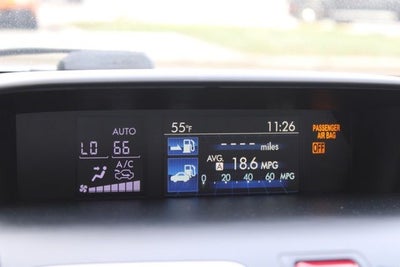 AUTO
LO 66
A/C
55°F 11:26
---- miles
AVG.
A 18.6 MPG
0 20 40 60 MPG
PASSENGER
AIR BAG
OFF